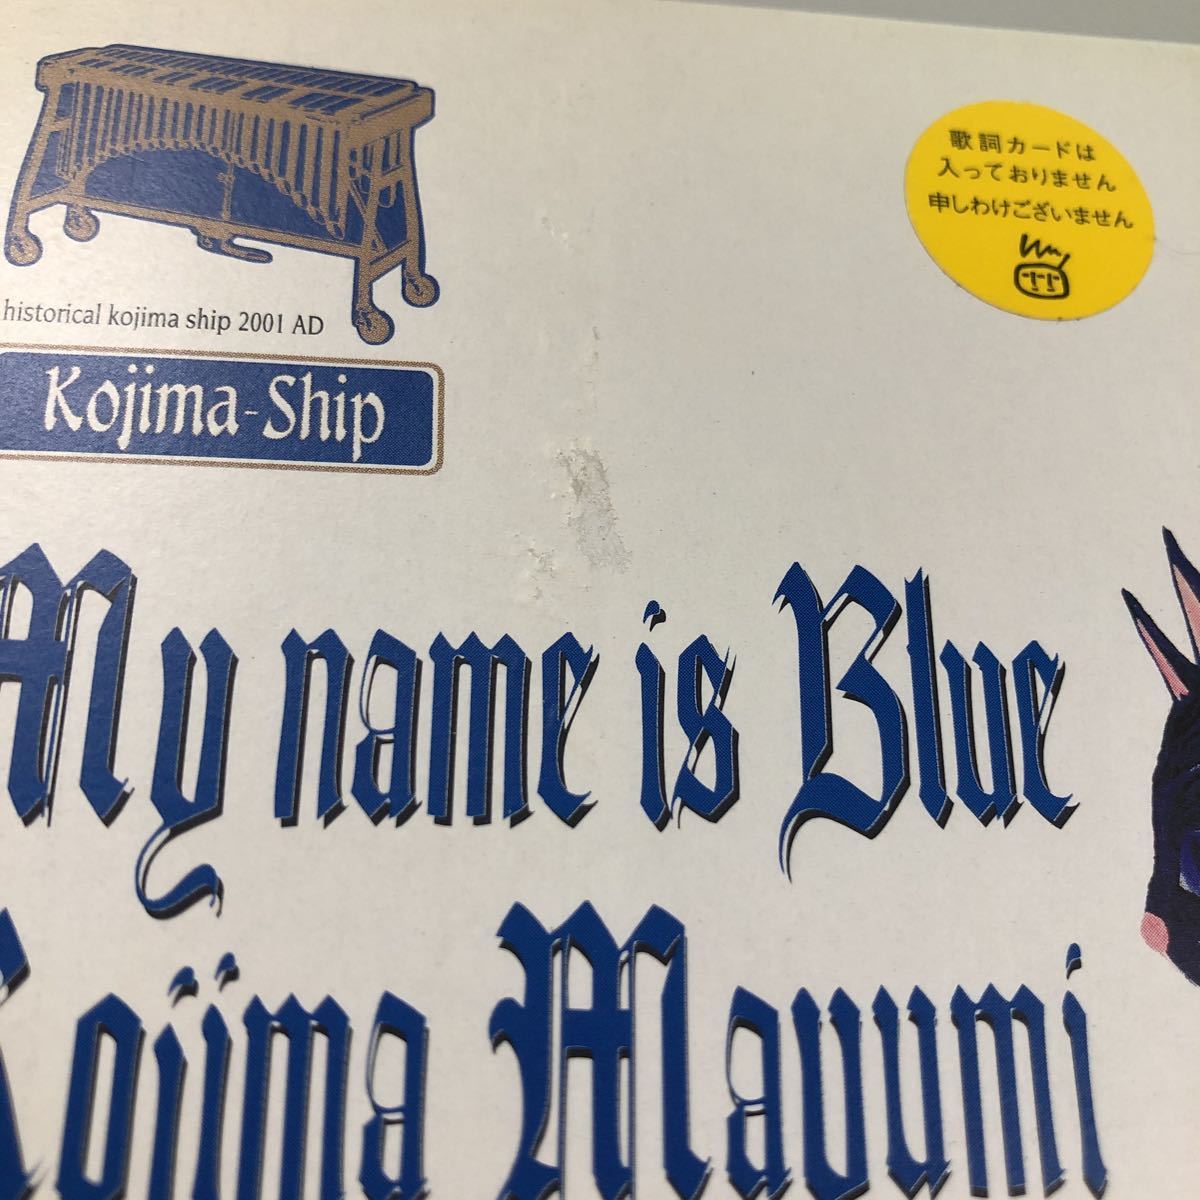 歌詞カードは
入っておりません
申しわけございません
historical kojima ship 2001 AD
Kojima-Ship
My name is Blue
Kojima Mayumi